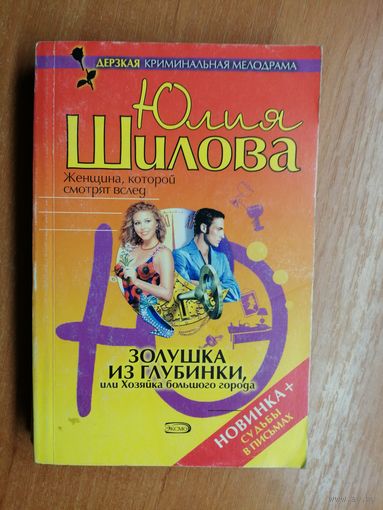 ДЕРЗКАЯ КРИМИНАЛЬНАЯ МЕЛОДРАМА
Юлия
Шилова
Женщина, которой
смотрят вслед
Ю
ЗОЛУШКА
ИЗ ГЛУБИНКИ,
или Хозяйка большого города
ЭКСМО
НОВИНКА +
СУДЬБЫ
В ПИСЬМАХ